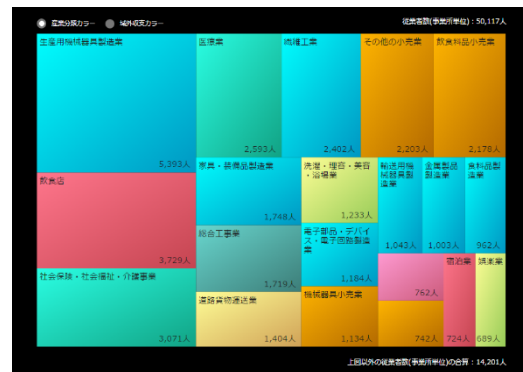 産業分類カラー 域外収支カラー 従業者数(事業所単位)：50,117人
生産用機械器具製造業
5,393人
飲食店
3,729人
社会保険・社会福祉・介護事業
3,071人
医療業
2,593人
繊維工業
2,402人
その他の小売業
2,203人
飲食料品小売業
2,178人
家具・装備品製造業
1,748人
総合工事業
1,719人
道路貨物運送業
1,404人
洗濯・理容・美容
・浴場業
1,233人
電子部品・デバイ
ス・電子回路製造
業
1,184人
機械器具小売業
1,134人
輸送用機
械器具製
造業
1,043人
金属製品
製造業
1,003人
食料品製
造業
962人
762人
742人
宿泊業
724人
娯楽業
689人
上図以外の従業者数(事業所単位)の合算：14,201人